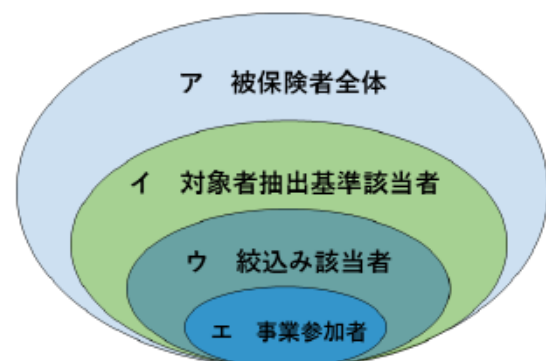 ア　被保険者全体
イ　対象者抽出基準該当者
ウ　絞込み該当者
エ　事業参加者